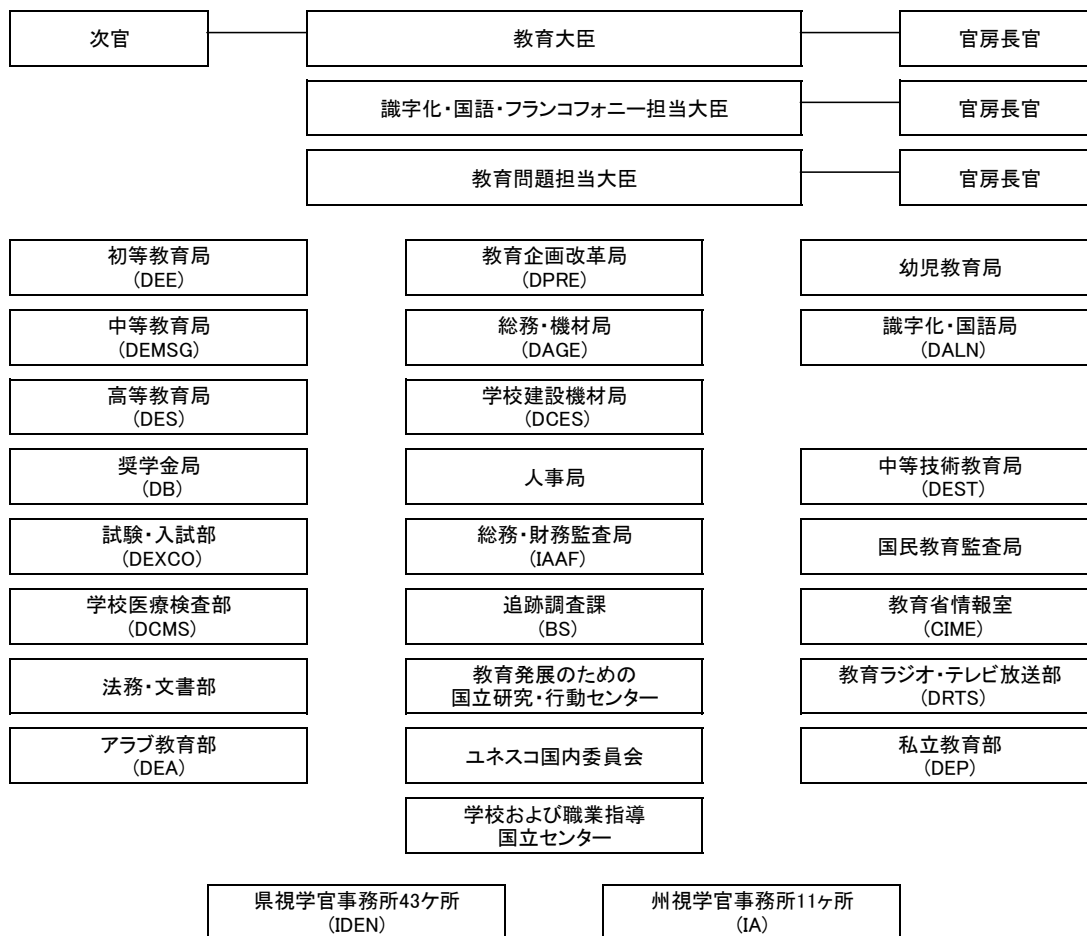 次官
教育大臣
官房長官
識字化・国語・フランコフォニー担当大臣
官房長官
教育問題担当大臣
官房長官
初等教育局
(DEE)
教育企画改革局
(DPRE)
幼児教育局
中等教育局
(DEMSG)
総務・機材局
(DAGE)
識字化・国語局
(DALN)
高等教育局
(DES)
学校建設機材局
(DCES)
奨学金局
(DB)
人事局
中等技術教育局
(DEST)
試験・入試部
(DEXCO)
総務・財務監査局
(IAAF)
国民教育監査局
学校医療検査部
(DCMS)
追跡調査課
(BS)
教育省情報室
(CIME)
法務・文書部
教育発展のための
国立研究・行動センター
教育ラジオ・テレビ放送部
(DRTS)
アラブ教育部
(DEA)
ユネスコ国内委員会
私立教育部
(DEP)
学校および職業指導
国立センター
県視学官事務所43ケ所
(IDEN)
州視学官事務所11ヶ所
(IA)